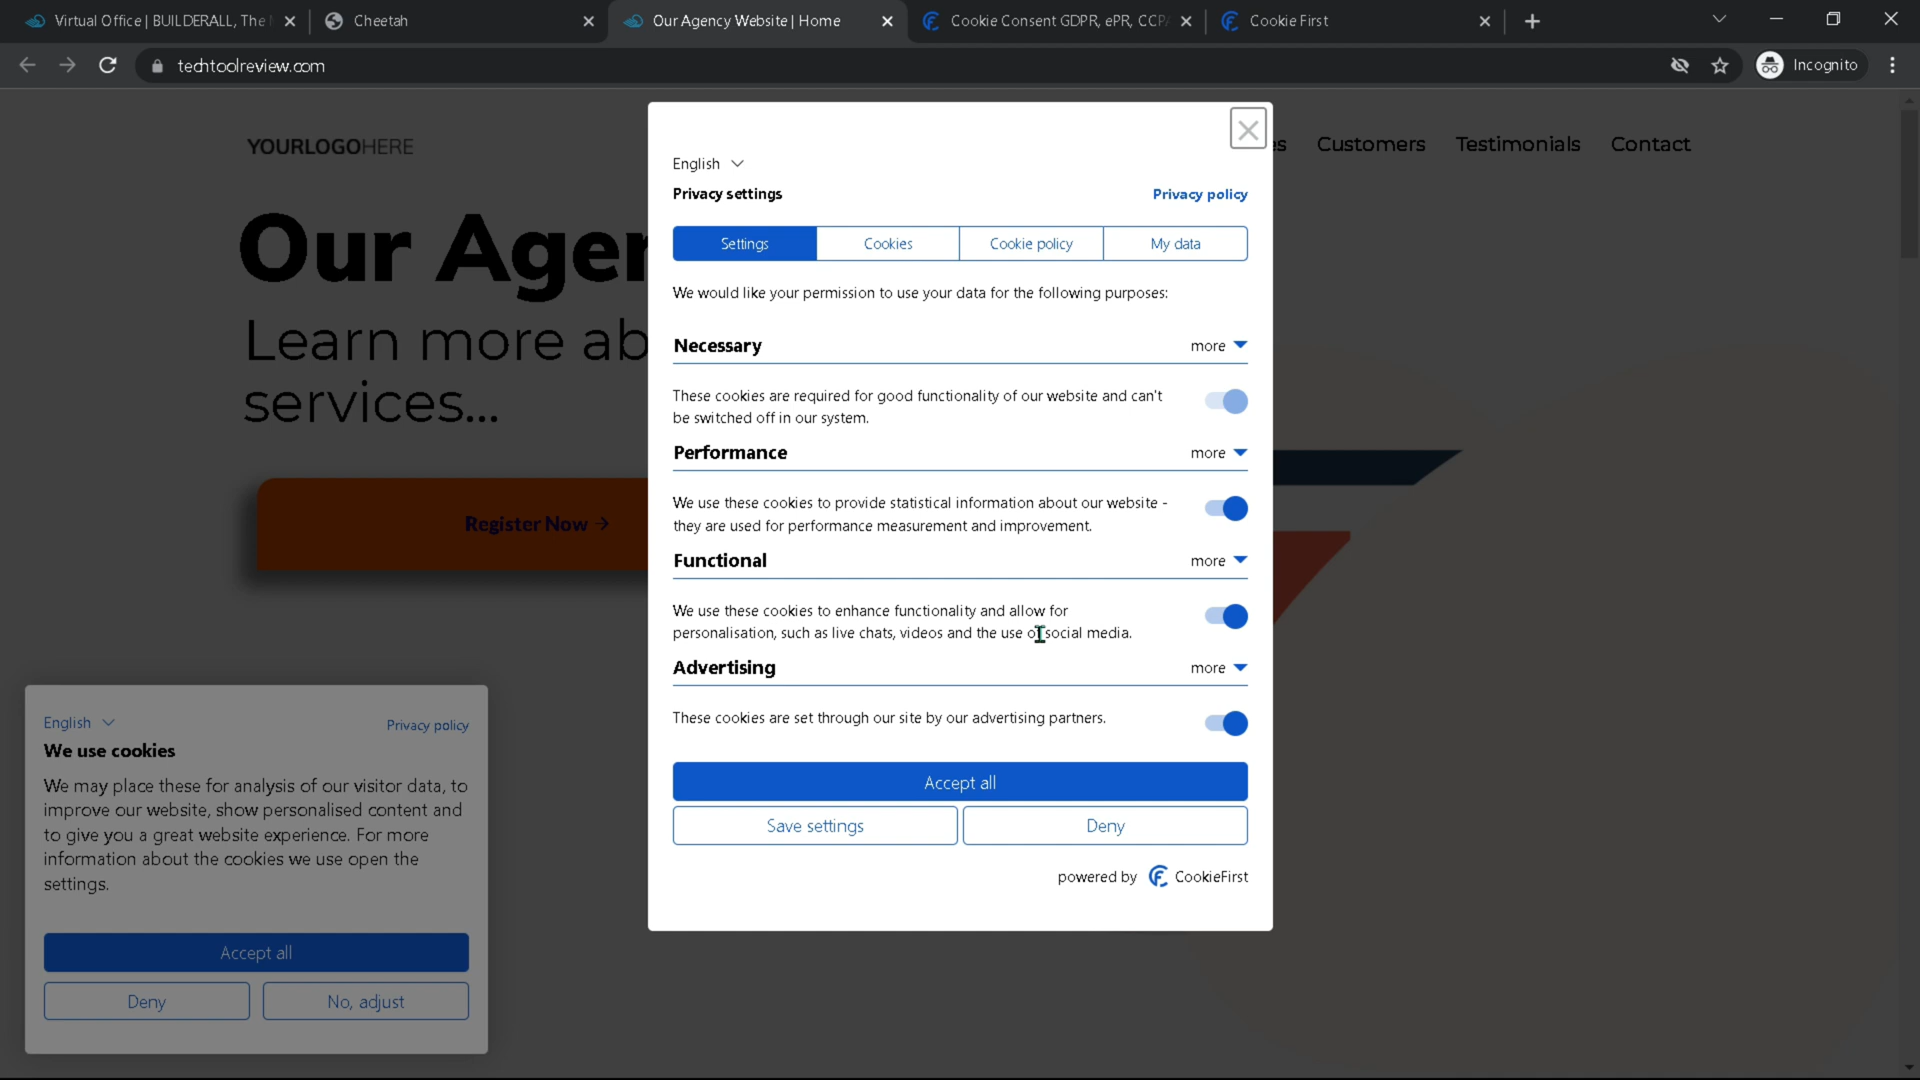 Virtual Office | BUILDERALL, The
Cheetah
Our Agency Website | Home
Cookie Consent GDPR, ePR, CCP
Cookie First
techtoolreview.com
Incognito
YOURLOGOHERE
es
Customers
Testimonials
Contact
Our Agen
Learn more ab
services...
Register Now →
English
Privacy settings
Privacy policy
Settings
Cookies
Cookie policy
My data
We would like your permission to use your data for the following purposes:
Necessary
more
These cookies are required for good functionality of our website and can't
be switched off in our system.
Performance
more
We use these cookies to provide statistical information about our website -
they are used for performance measurement and improvement.
Functional
more
We use these cookies to enhance functionality and allow for
personalisation, such as live chats, videos and the use of social media.
Advertising
more
These cookies are set through our site by our advertising partners.
Accept all
Save settings
Deny
powered by
CookieFirst
English
Privacy policy
We use cookies
We may place these for analysis of our visitor data, to
improve our website, show personalised content and
to give you a great website experience. For more
information about the cookies we use open the
settings.
Accept all
Deny
No, adjust